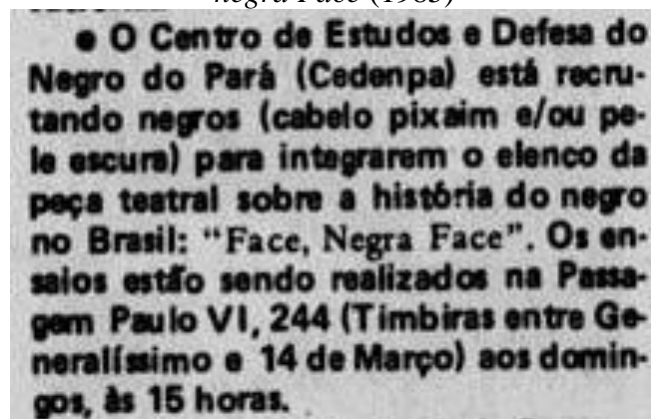 negra Face (1985)
• O Centro de Estudos e Defesa do
Negro do Pará (Cedenpa) está recru-
tando negros (cabelo pixaim e/ou pe-
le escura) para integrarem o elenco da
peça teatral sobre a história do negro
no Brasil: "Face, Negra Face". Os en-
saios estão sendo realizados na Passa-
gem Paulo VI, 244 (Timbiras entre Ge-
neralíssimo e 14 de Março) aos domin-
gos, às 15 horas.